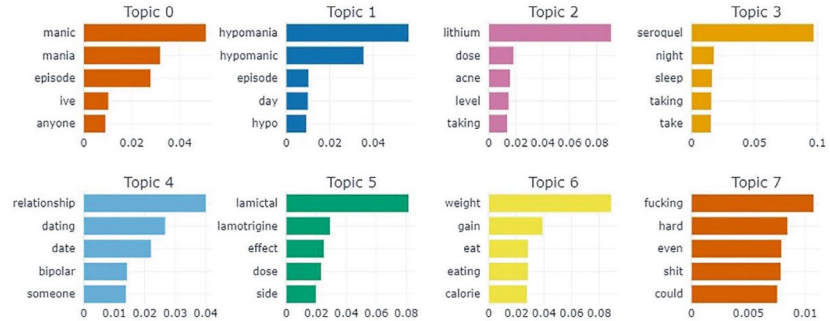 Topic 0
manic
mania
episode
ive
anyone
0 0.02 0.04
Topic 1
hypomania
hypomanic
episode
day
hypo
0 0.02 0.04
Topic 2
lithium
dose
acne
level
taking
0 0.02 0.04 0.06 0.08
Topic 3
seroquel
night
sleep
taking
take
0 0.05 0.1
Topic 4
relationship
dating
date
bipolar
someone
0 0.01 0.02 0.03 0.04
Topic 5
lamictal
lamotrigine
effect
dose
side
0 0.02 0.04 0.06 0.08
Topic 6
weight
gain
eat
eating
calorie
0 0.02 0.04 0.06 0.08
Topic 7
fucking
hard
even
shit
could
0 0.005 0.01